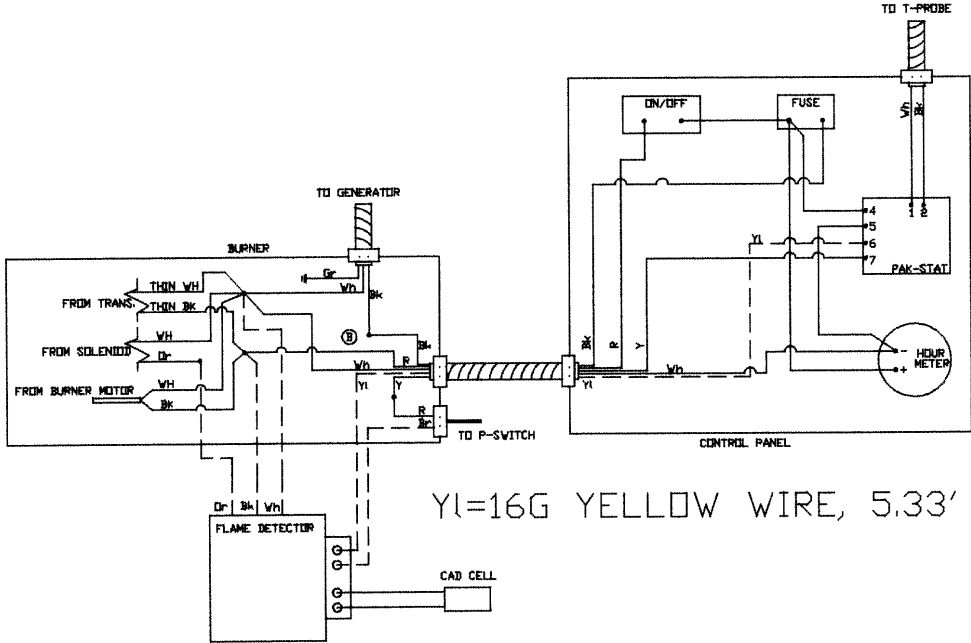 TO T-PROBE
ON/OFF
FUSE
Wh
Bk
TO GENERATOR
1 2
4
5
6
7
PAK-STAT
Yl
BURNER
Gr
Wh
Bk
THIN WH
FROM TRANS.
THIN Bk
WH
FROM SOLENOID
Or
B
Bk
R
Wh
Yl
Y
Bk
R
Y
Yl
Wh
HOUR METER
-
+
FROM BURNER MOTOR
WH
Bk
R
Br
TO P-SWITCH
CONTROL PANEL
Yl=16G YELLOW WIRE, 5.33'
Or Bk Wh
FLAME DETECTOR
CAD CELL